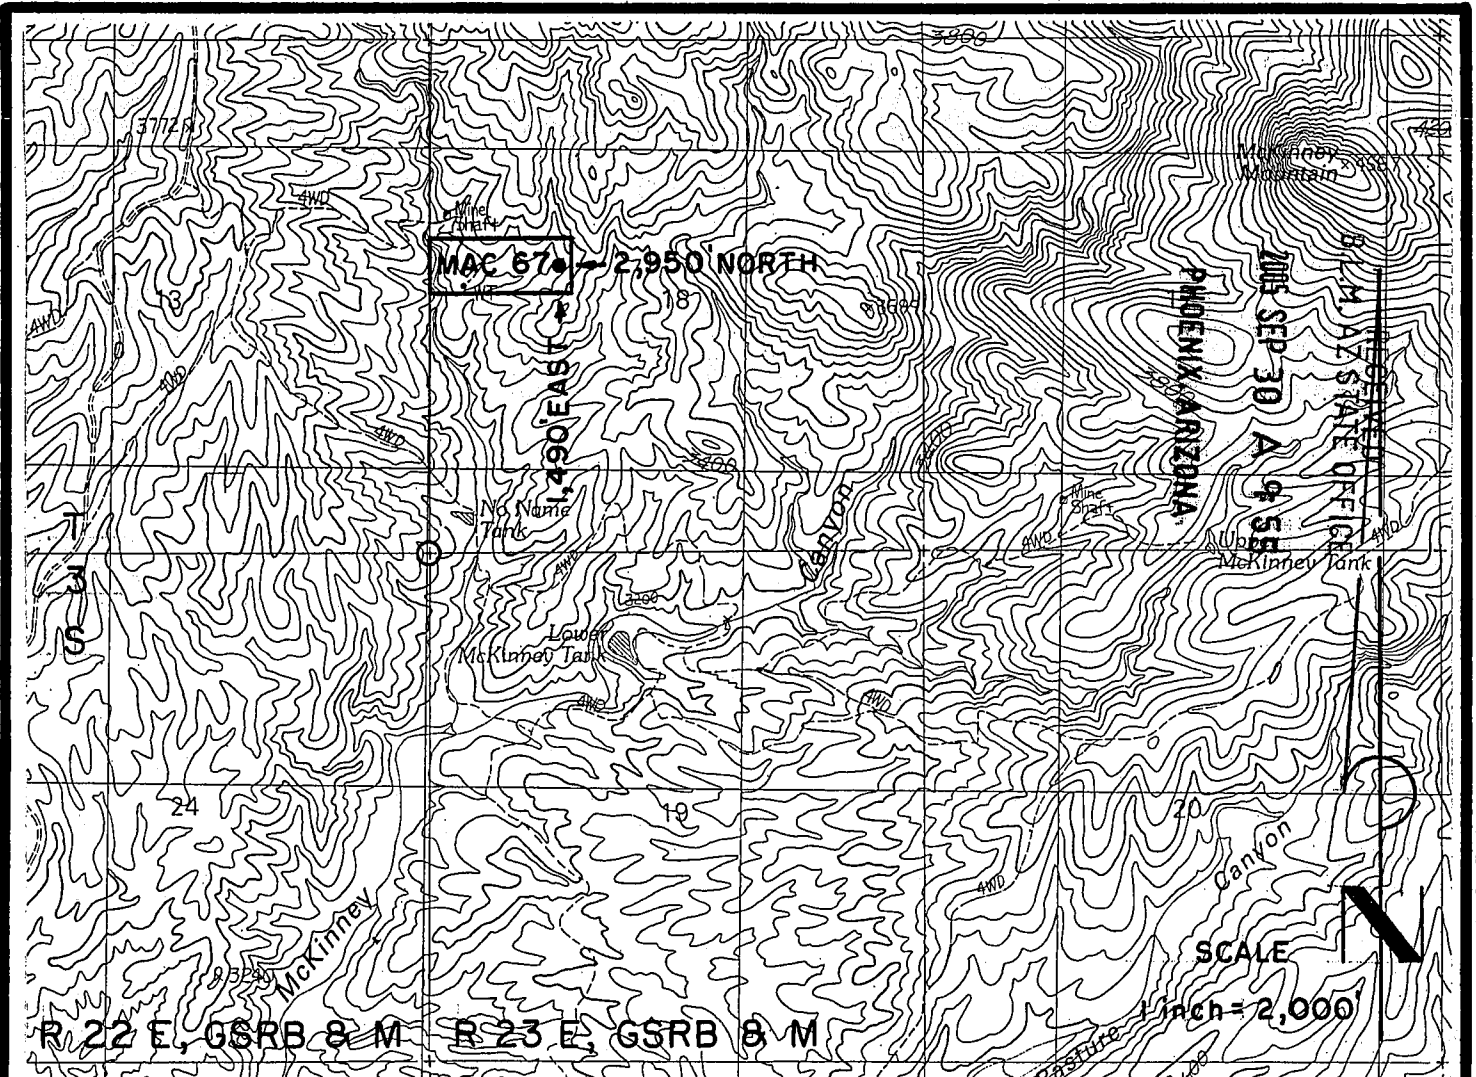 3800
3772
McKinney
Mountain
4WD
Mine
Shaft
MAC 67
2,950' NORTH
13
18
4WD
1,490' EAST
4WD
3400
No Name
Tank
Canyon
Mine
Shaft
4WD
Upper
McKinney Tank
4WD
4WD
3200
Lower
McKinney Tank
4WD
4WD
T
3
S
RECEIVED
B.L.M. AZ STATE OFFICE
2005 SEP 30 A 9: 55
PHOENIX, ARIZONA
24
19
20
Canyon
4WD
McKinney
N
SCALE
1 inch = 2,000'
R 22 E, GSRB & M
R 23 E, GSRB & M
Pasture